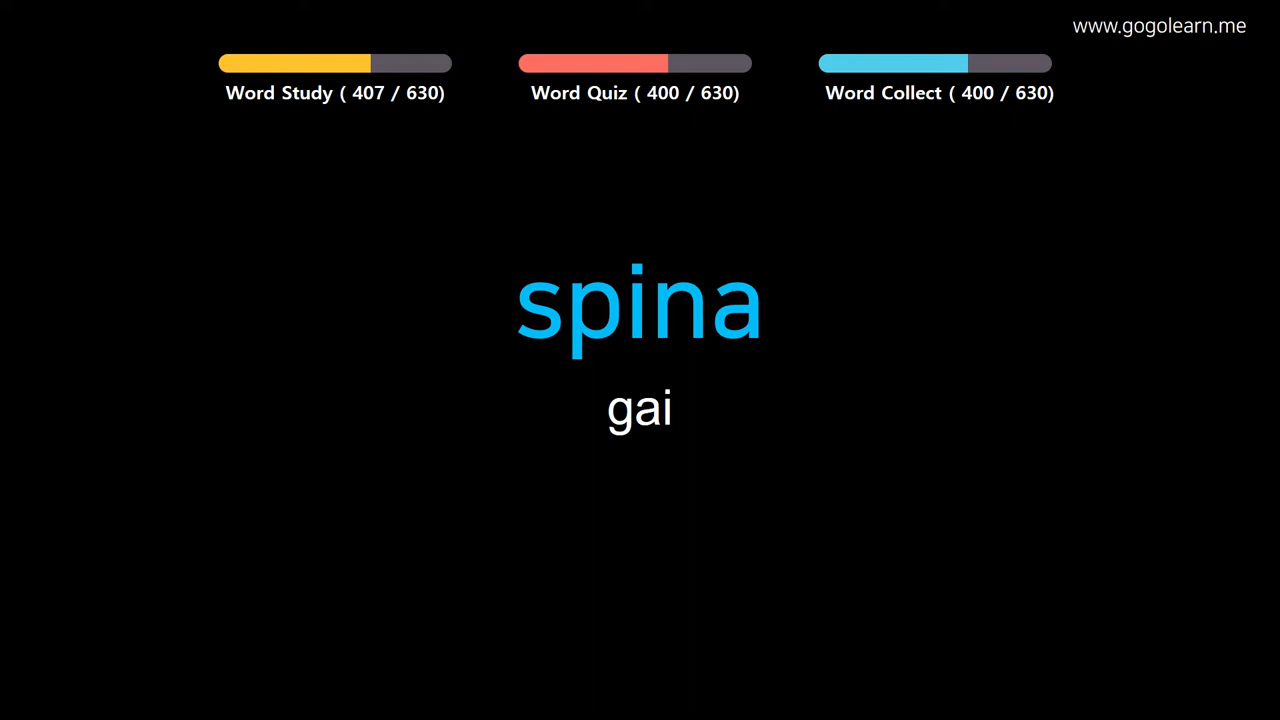 www.gogolearn.me
Word Study ( 407 / 630)
Word Quiz ( 400 / 630)
Word Collect ( 400 / 630)
spina
gai